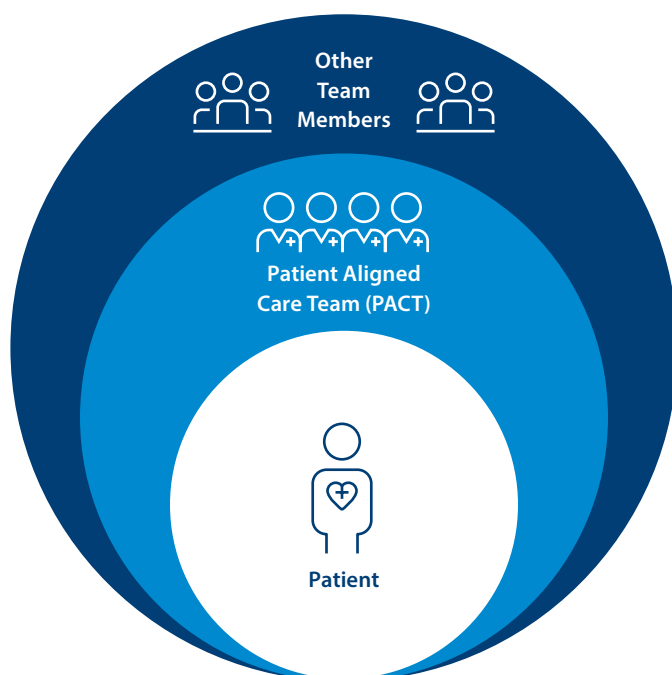 Other
Team
Members
Patient Aligned
Care Team (PACT)
Patient